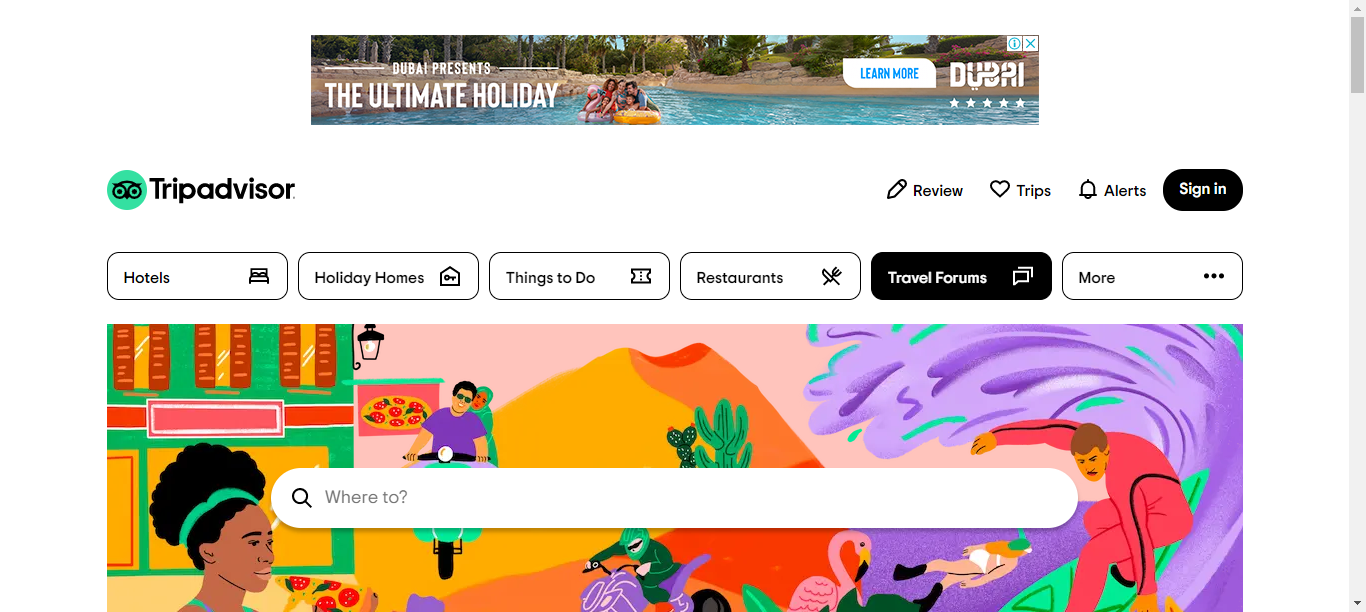 DUBAI PRESENTS
THE ULTIMATE HOLIDAY
LEARN MORE
DUBAI
Tripadvisor
Review
Trips
Alerts
Sign in
Hotels
Holiday Homes
Things to Do
Restaurants
Travel Forums
More
Where to?